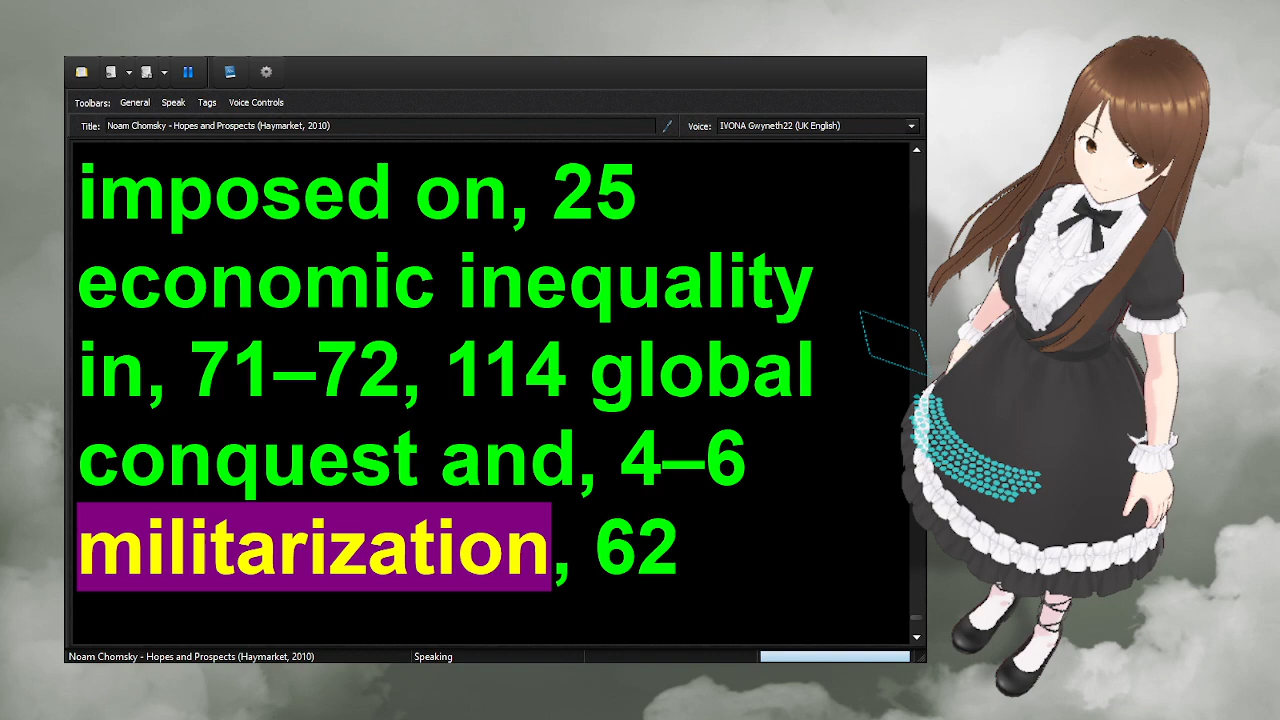 Toolbars: General Speak Tags Voice Controls
Title: Noam Chomsky - Hopes and Prospects (Haymarket, 2010) Voice: IVONA Gwyneth22 (UK English)
imposed on, 25
economic inequality
in, 71–72, 114 global
conquest and, 4–6
militarization, 62
Noam Chomsky - Hopes and Prospects (Haymarket, 2010) Speaking